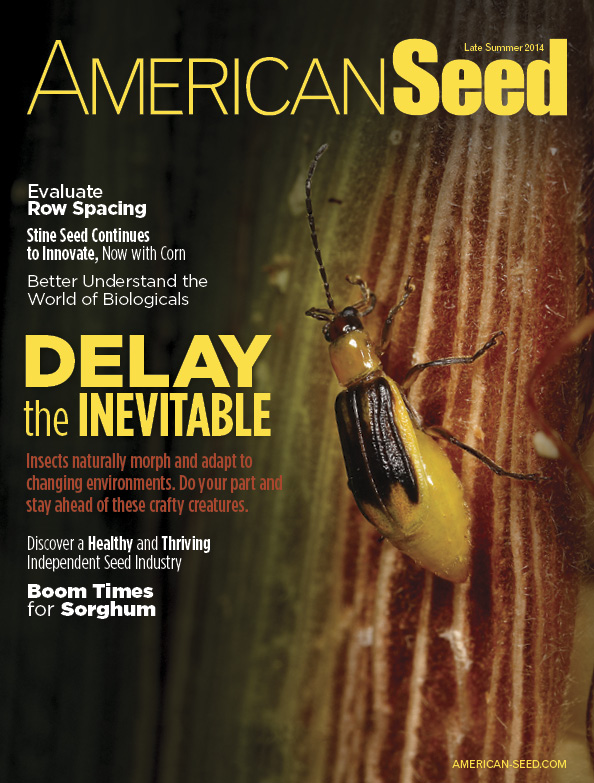 Late Summer 2014
AMERICANSeed
Evaluate
Row Spacing
Stine Seed Continues
to Innovate, Now with Corn
Better Understand the
World of Biologicals
DELAY
the INEVITABLE
Insects naturally morph and adapt to
changing environments. Do your part and
stay ahead of these crafty creatures.
Discover a Healthy and Thriving
Independent Seed Industry
Boom Times
for Sorghum
AMERICAN-SEED.COM